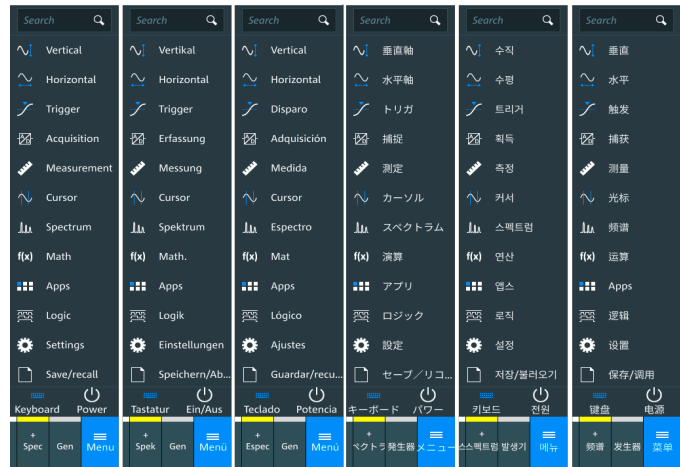 Search
Vertical
Horizontal
Trigger
Acquisition
Measurement
Cursor
Spectrum
f(x) Math
Apps
Logic
Settings
Save/recall
Keyboard Power
+
Spec Gen Menu
Search
Vertikal
Horizontal
Trigger
Erfassung
Messung
Cursor
Spektrum
f(x) Math.
Apps
Logik
Einstellungen
Speichern/Ab...
Tastatur Ein/Aus
+
Spek Gen Menü
Search
Vertical
Horizontal
Disparo
Adquisición
Medida
Cursor
Espectro
f(x) Mat
Apps
Lógico
Ajustes
Guardar/recu...
Teclado Potencia
+
Espec Gen Menú
Search
垂直軸
水平軸
トリガ
捕捉
測定
カーソル
スペクトラム
f(x) 演算
アプリ
ロジック
設定
セーブ／リコ...
キーボード パワー
+
ペクトラ 発生器 メニュー
Search
수직
수평
트리거
획득
측정
커서
스펙트럼
f(x) 연산
앱스
로직
설정
저장/불러오기
키보드 전원
+
스펙트럼 발생기 메뉴
Search
垂直
水平
触发
捕获
测量
光标
频谱
f(x) 运算
Apps
逻辑
设置
保存/调用
键盘 电源
+
频谱 发生器 菜单